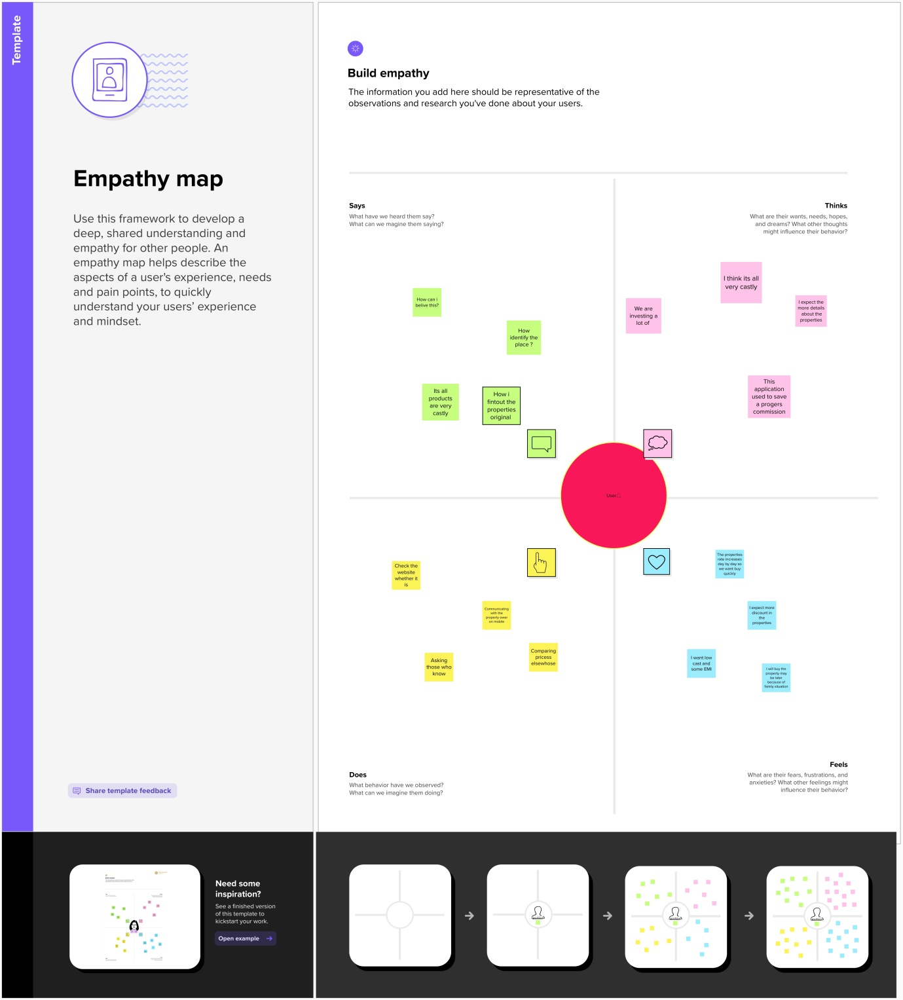 Template
Empathy map
Use this framework to develop a
deep, shared understanding and
empathy for other people. An
empathy map helps describe the
aspects of a user's experience, needs
and pain points, to quickly
understand your users’ experience
and mindset.
Share template feedback
Build empathy
The information you add here should be representative of the
observations and research you've done about your users.
Says
What have we heard them say?
What can we magine them saying?
Thinks
What are their wants, needs, hopes,
and dreams? What other thoughts
might influence their behavior?
How can i
belive this?
How
identify the
place ?
Its all
products
are very
castly
How i
fintout the
properties
original
We are
investing a
lot of
I think its all
very castly
I expect the
more details
about the
properties
This
application
used to save
a progers
commission
User
Check the
website
whether it
is
Communicating
with the
property ower
on mobile
Asking
those who
know
Comparing
pricess
elsewhose
The properties
rate increases
day by day so
we want buy
quickly
I expect more
discount in
the
properties
I want low
cast and
some EMI
I will buy the
property may
be later
because of
family situation
Does
What behavior have we observed?
What can we imagine them doing?
Feels
What are their fears, frustrations, and
anxieties? What other feelings might
influence their behavior?
Need some
inspiration?
See a finished version
of this template to
kickstart your work.
Open example